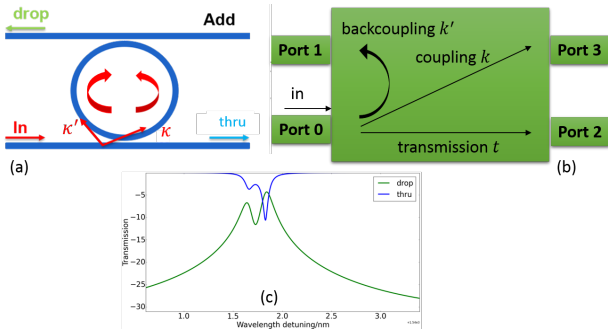 drop
Add
In
κ'
κ
thru
(a)
backcoupling k'
Port 1
coupling k
Port 3
in
Port 0
Port 2
transmission t
(b)
drop
thru
−5
−10
−15
−20
−25
−30
Transmission
(c)
1.0
1.5
2.0
2.5
3.0
Wavelength detuning/nm